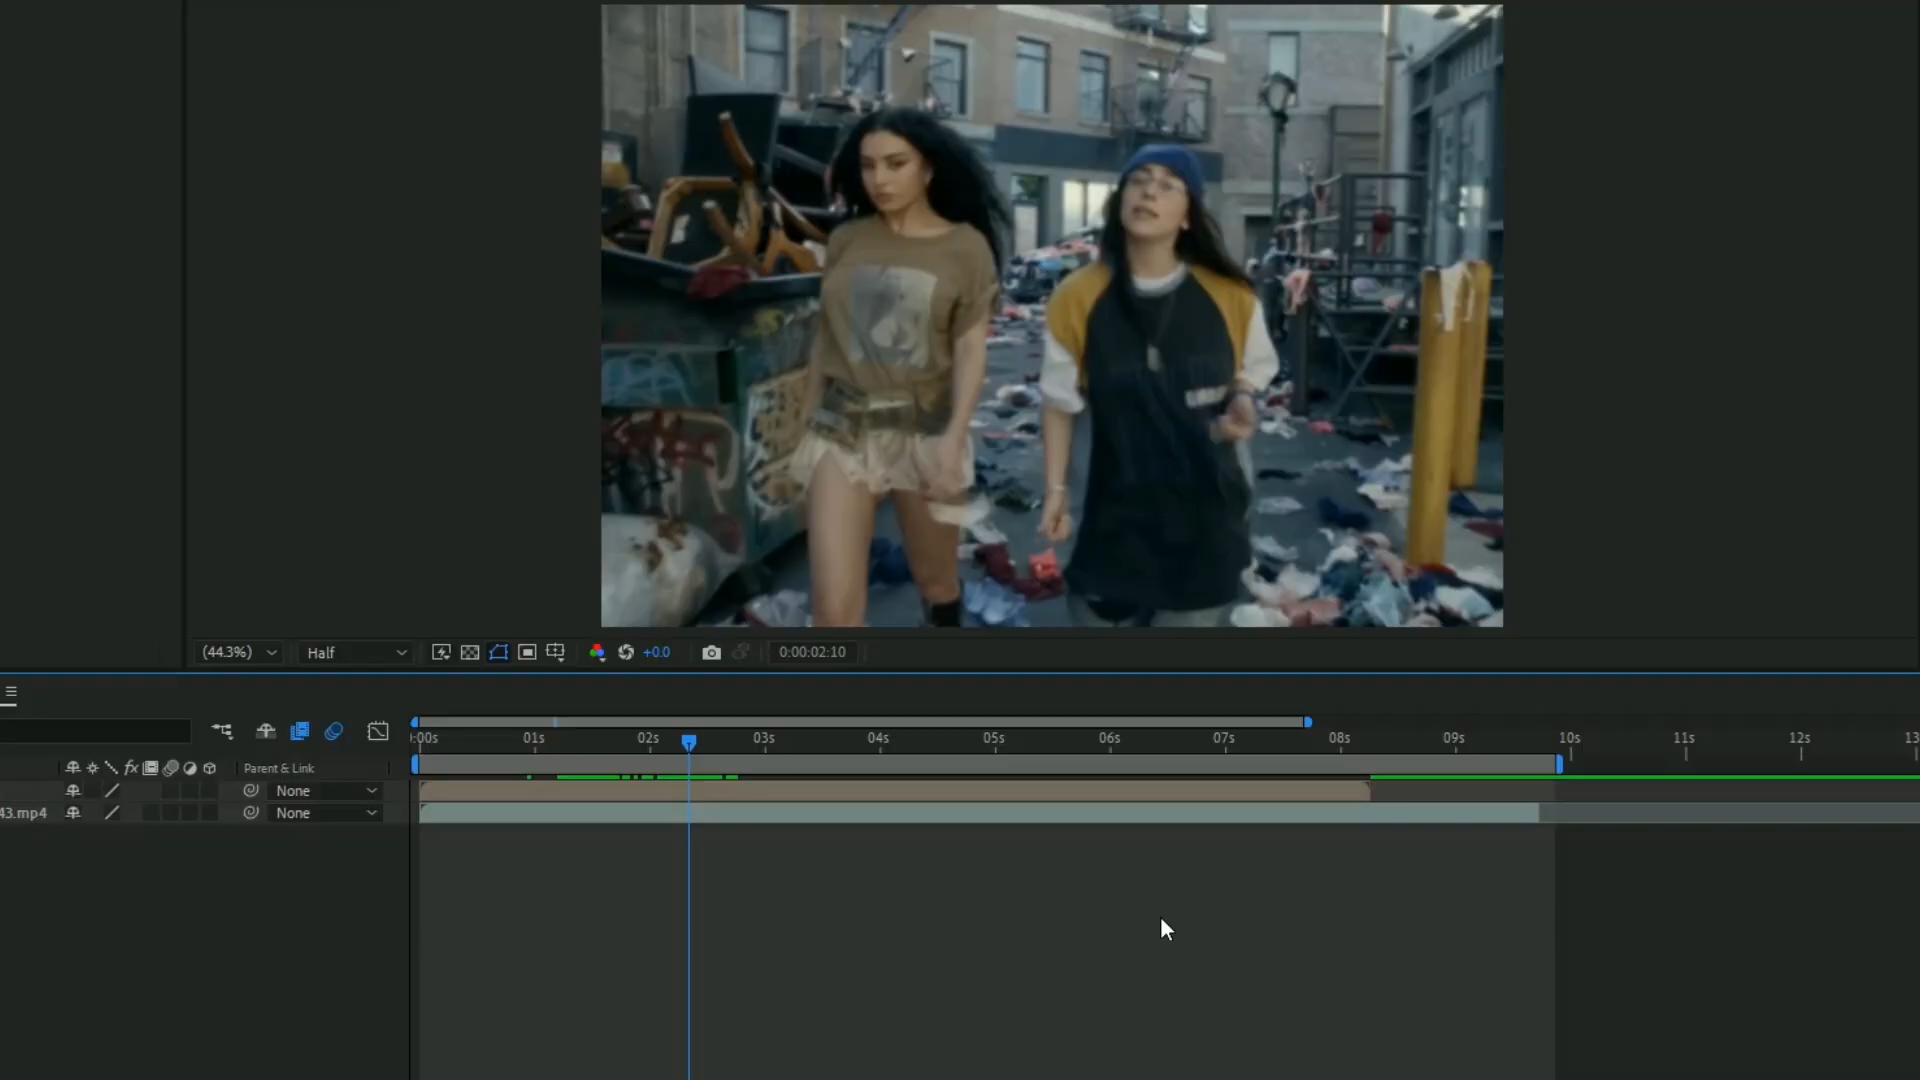 (44.3%)
Half
+0.0
0:00:02:10
:00s
01s
02s
03s
04s
05s
06s
07s
08s
09s
10s
11s
12s
13
fx
Parent & Link
None
43.mp4
None